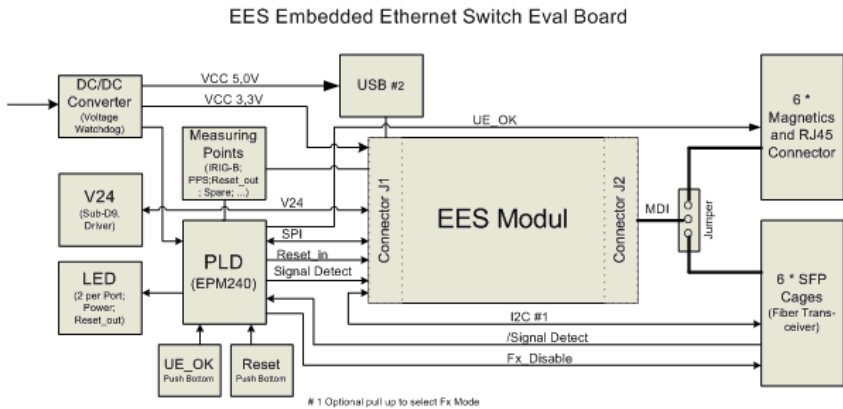 EES Embedded Ethernet Switch Eval Board
DC/DC
Converter
(Voltage
Watchdog)
VCC 5,0V
VCC 3,3V
USB #2
UE_OK
6 *
Magnetics
and RJ45
Connector
Measuring
Points
(IRIG-B;
PPS;Reset_out
; Spare; ...)
V24
(Sub-D9,
Driver)
V24
SPI
Reset_in
Signal Detect
Connector J1
EES Modul
Connector J2
MDI
Jumper
PLD
(EPM240)
LED
(2 per Port;
Power;
Reset_out)
6 * SFP
Cages
(Fiber Trans-
ceiver)
I2C #1
/Signal Detect
Fx_Disable
UE_OK
Push Bottom
Reset
Push Bottom
# 1 Optional pull up to select Fx Mode